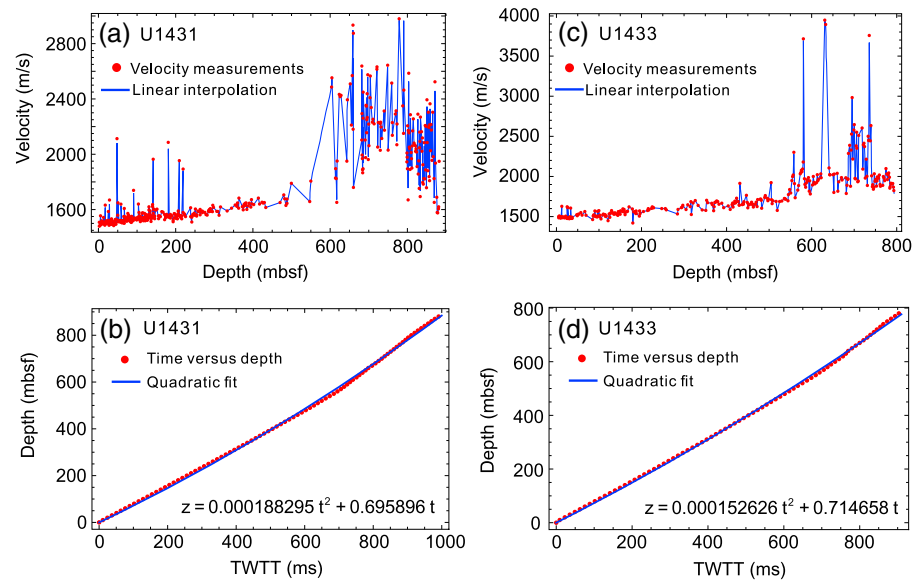 (a) U1431
Velocity measurements
Linear interpolation
Velocity (m/s)
2800
2400
2000
1600
0 200 400 600 800
Depth (mbsf)
(c) U1433
Velocity measurements
Linear interpolation
Velocity (m/s)
4000
3500
3000
2500
2000
1500
0 200 400 600 800
Depth (mbsf)
(b) U1431
Time versus depth
Quadratic fit
Depth (mbsf)
800
600
400
200
0
z = 0.000188295 t² + 0.695896 t
0 200 400 600 800 1000
TWTT (ms)
(d) U1433
Time versus depth
Quadratic fit
Depth (mbsf)
800
600
400
200
0
z = 0.000152626 t² + 0.714658 t
0 200 400 600 800
TWTT (ms)